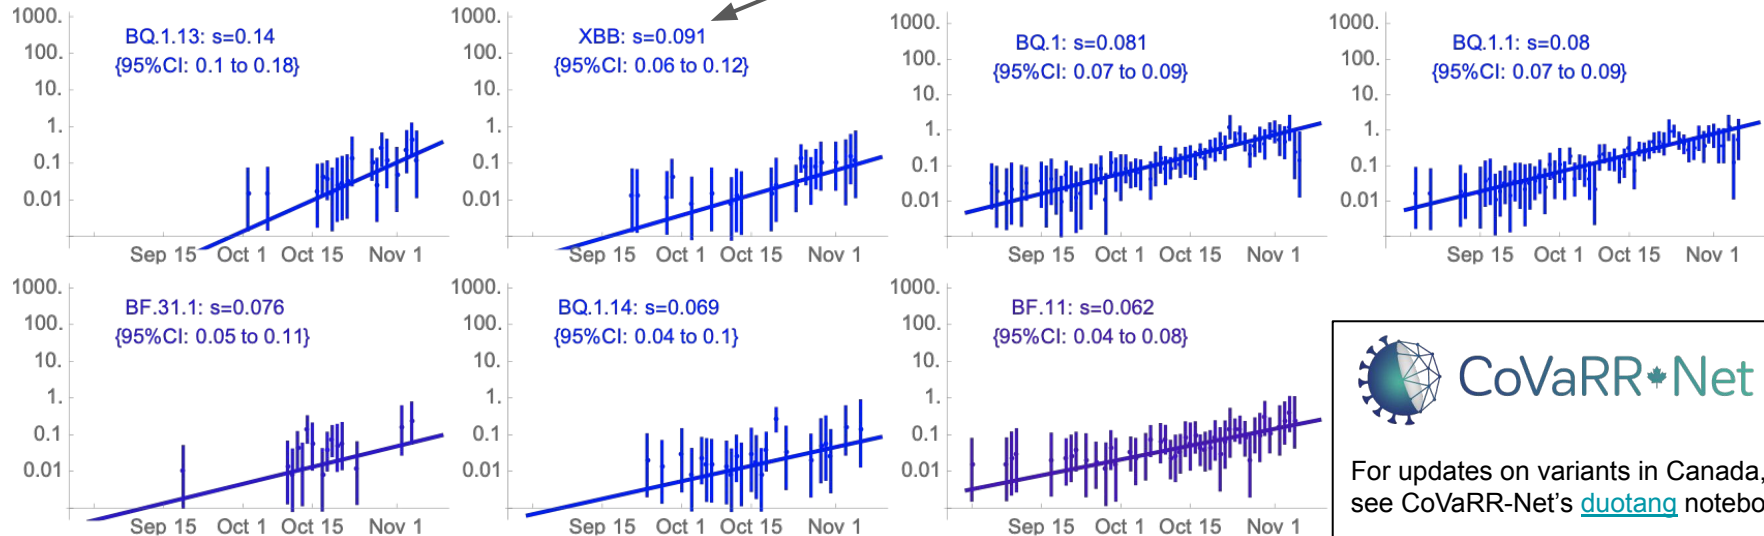 1000.
100.
10.
1.
0.1
0.01
BQ.1.13: s=0.14
{95%CI: 0.1 to 0.18}
Sep 15 Oct 1 Oct 15 Nov 1
1000.
100.
10.
1.
0.1
0.01
XBB: s=0.091
{95%CI: 0.06 to 0.12}
Sep 15 Oct 1 Oct 15 Nov 1
1000.
100.
10.
1.
0.1
0.01
BQ.1: s=0.081
{95%CI: 0.07 to 0.09}
Sep 15 Oct 1 Oct 15 Nov 1
1000.
100.
10.
1.
0.1
0.01
BQ.1.1: s=0.08
{95%CI: 0.07 to 0.09}
Sep 15 Oct 1 Oct 15 Nov 1
1000.
100.
10.
1.
0.1
0.01
BF.31.1: s=0.076
{95%CI: 0.05 to 0.11}
Sep 15 Oct 1 Oct 15 Nov 1
1000.
100.
10.
1.
0.1
0.01
BQ.1.14: s=0.069
{95%CI: 0.04 to 0.1}
Sep 15 Oct 1 Oct 15 Nov 1
1000.
100.
10.
1.
0.1
0.01
BF.11: s=0.062
{95%CI: 0.04 to 0.08}
Sep 15 Oct 1 Oct 15 Nov 1
CoVaRR Net
For updates on variants in Canada,
see CoVaRR-Net’s duotang notebo